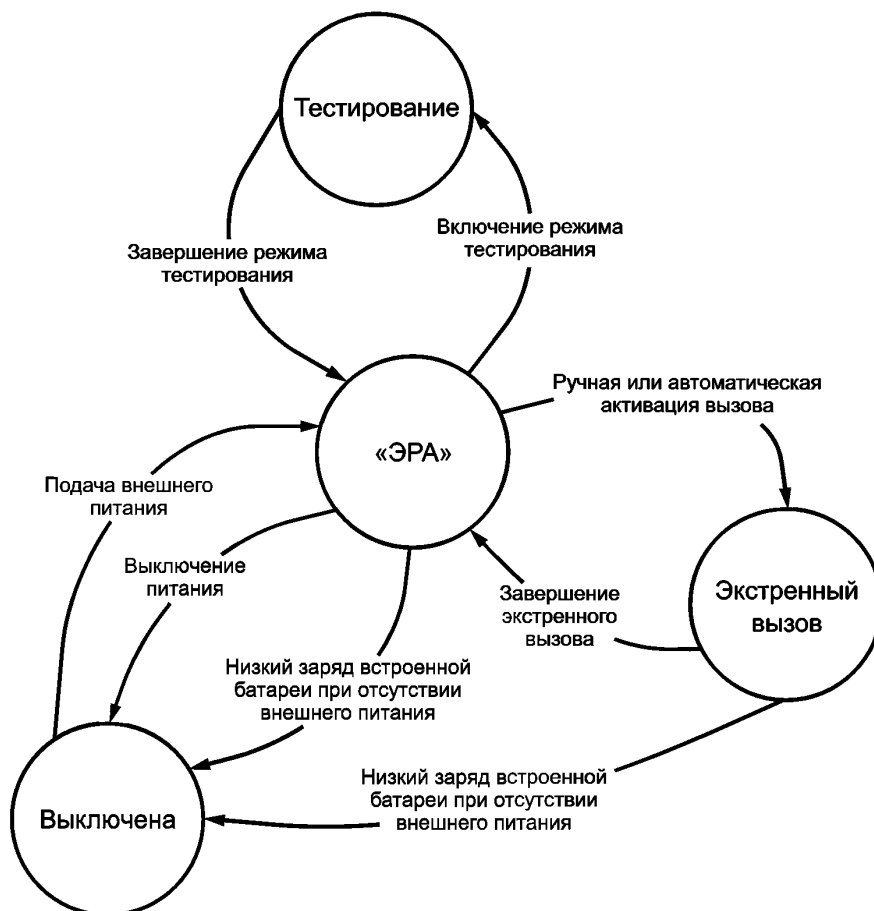 Тестирование
Завершение режима
тестирования
Включение режима
тестирования
Ручная или автоматическая
активация вызова
«ЭРА»
Подача внешнего
питания
Выключение
питания
Завершение
экстренного
вызова
Экстренный
вызов
Низкий заряд встроенной
батареи при отсутствии
внешнего питания
Низкий заряд встроенной
батареи при отсутствии
внешнего питания
Выключена